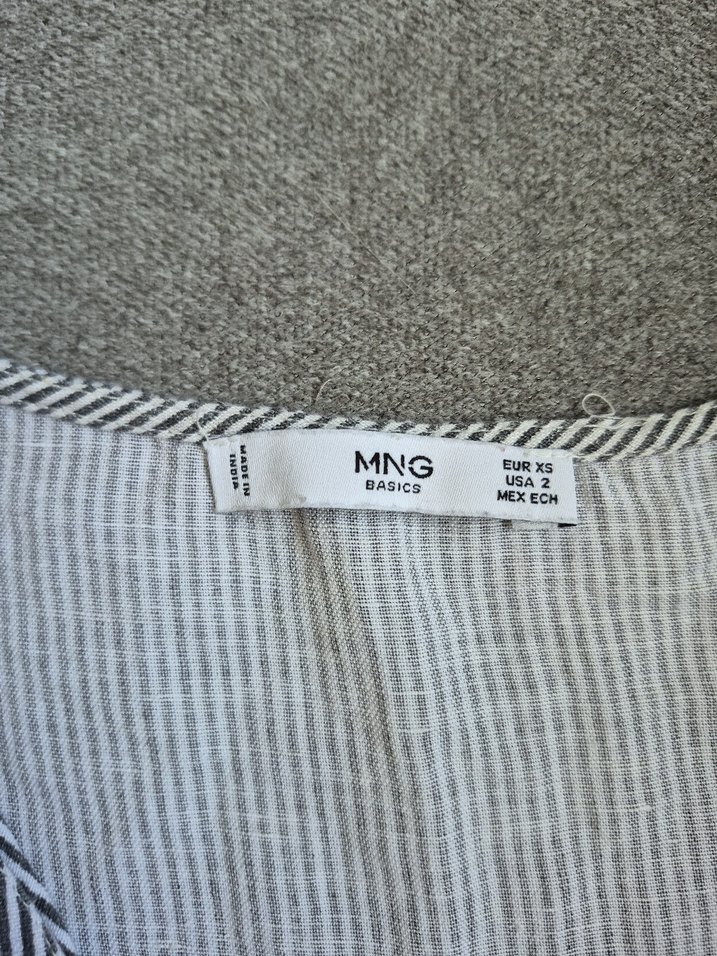 MADE IN
INDIA
MNG
BASICS
EUR XS
USA 2
MEX ECH